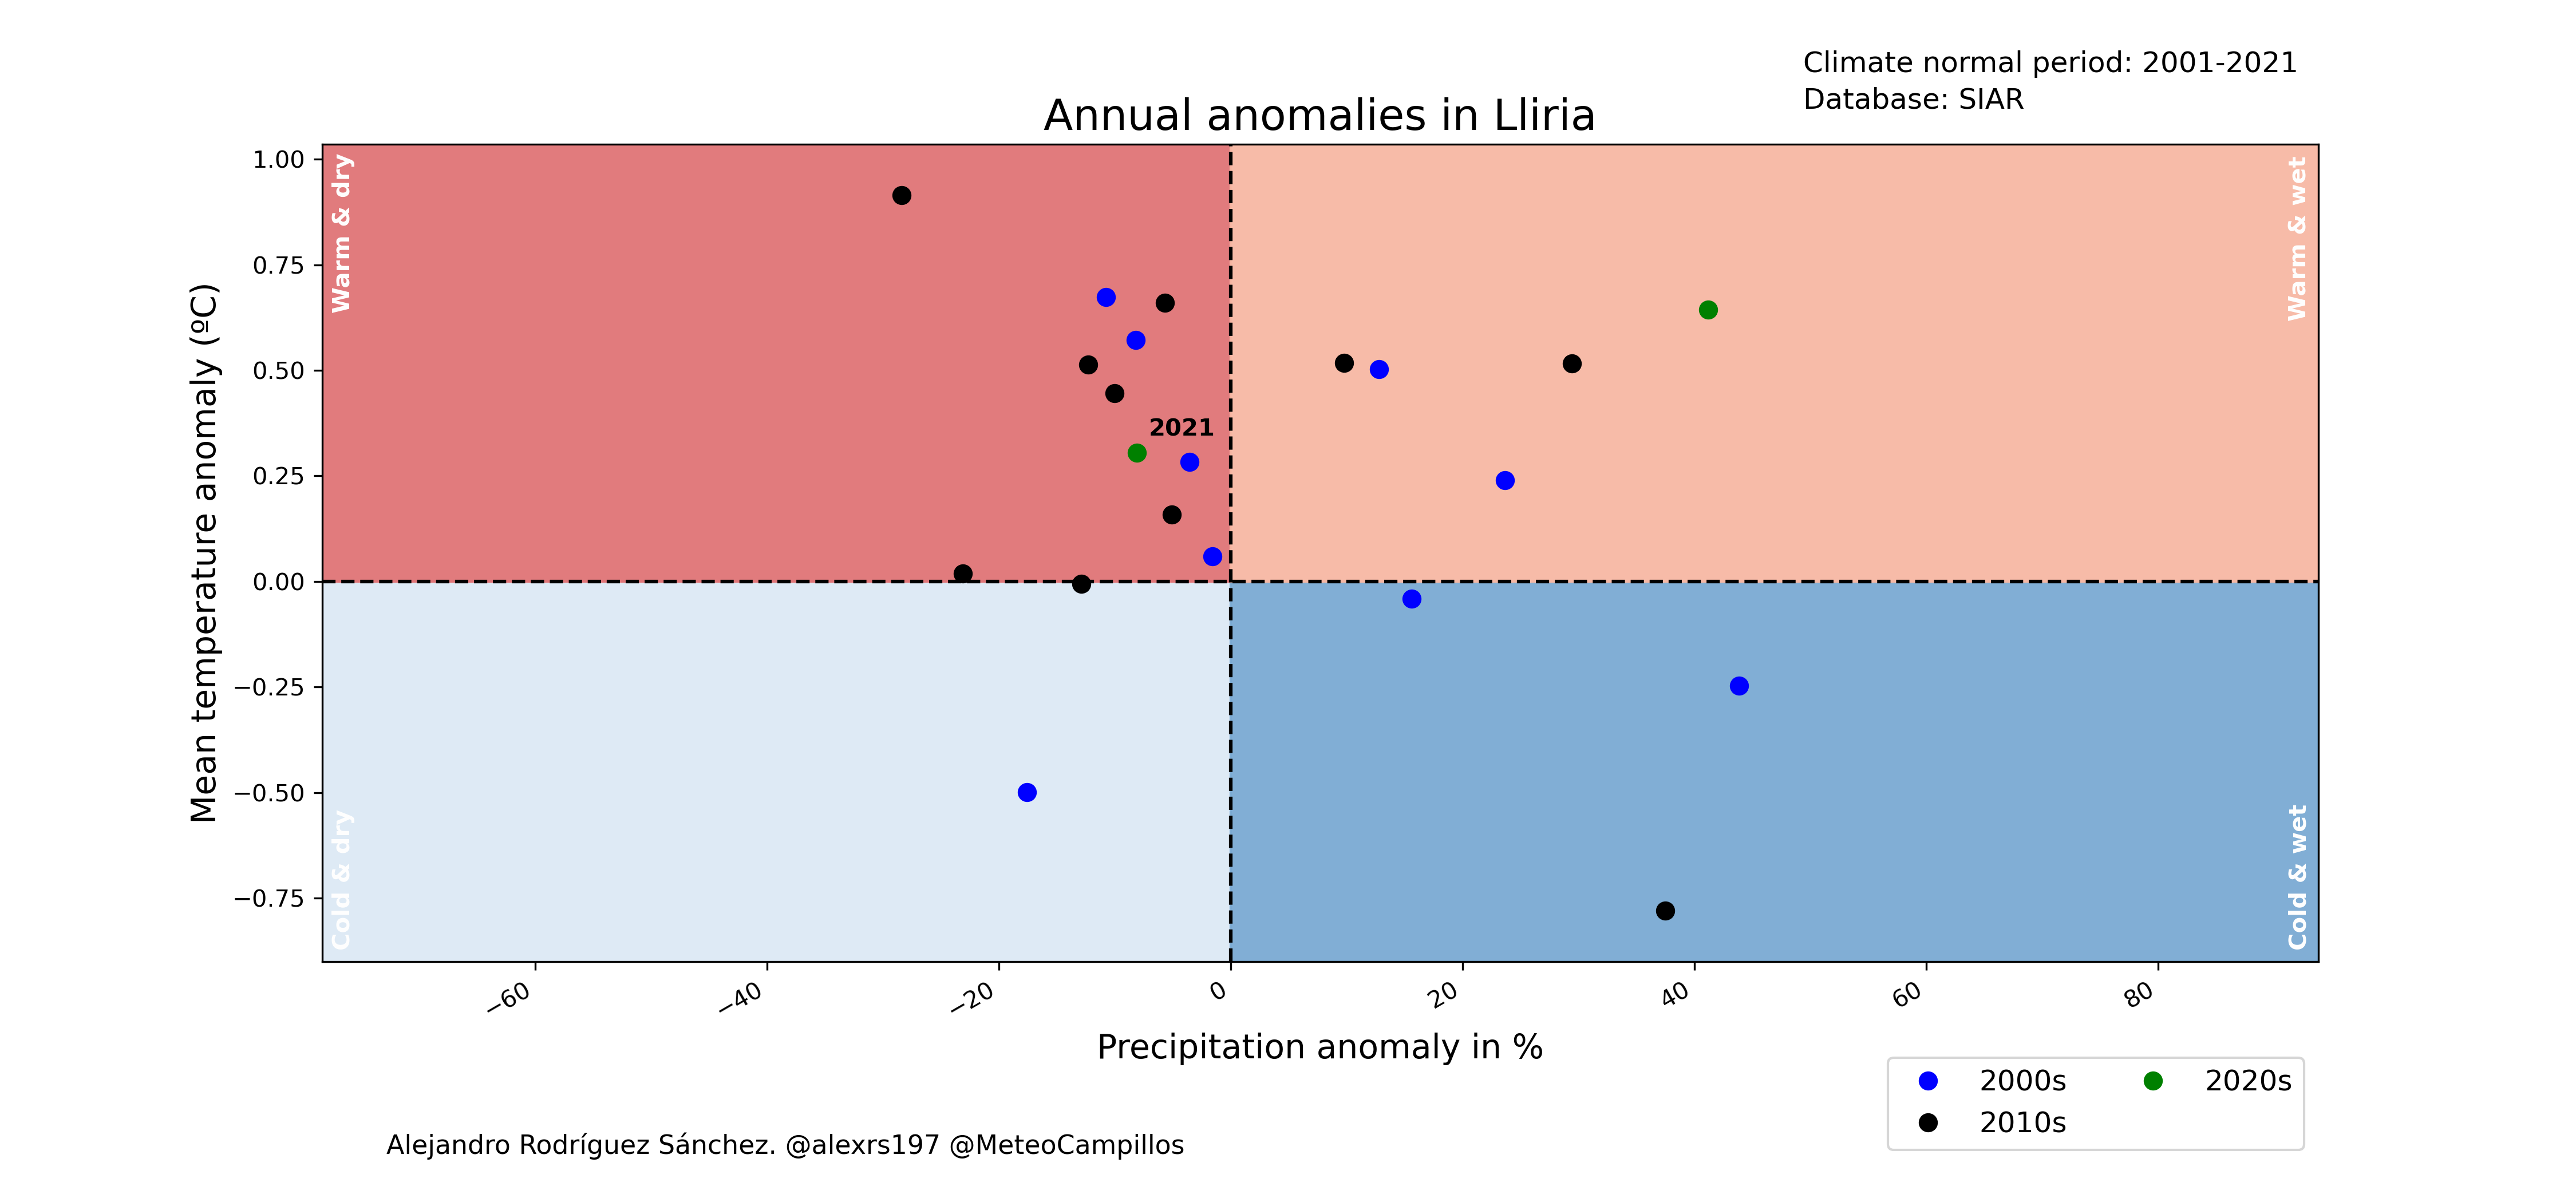 Climate normal period: 2001-2021
Database: SIAR
Annual anomalies in Lliria
Warm & dry
Warm & wet
Cold & dry
Cold & wet
2021
Mean temperature anomaly (ºC)
1.00
0.75
0.50
0.25
0.00
−0.25
−0.50
−0.75
−60
−40
−20
0
20
40
60
80
Precipitation anomaly in %
2000s
2010s
2020s
Alejandro Rodríguez Sánchez. @alexrs197 @MeteoCampillos